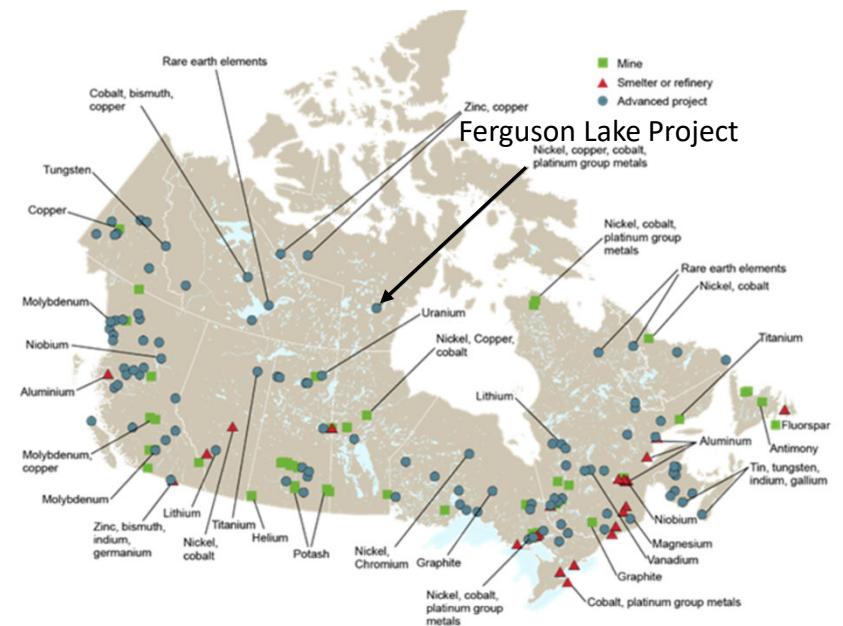 Rare earth elements
Cobalt, bismuth,
copper
Zinc, copper
Mine
Smelter or refinery
Advanced project
Ferguson Lake Project
Nickel, copper, cobalt,
platinum group metals
Tungsten
Copper
Nickel, cobalt,
platinum group
metals
Rare earth elements
Nickel, cobalt
Molybdenum
Uranium
Niobium
Nickel, Copper,
cobalt
Titanium
Aluminium
Lithium
Fluorspar
Aluminum
Antimony
Molybdenum,
copper
Tin, tungsten,
indium, gallium
Molybdenum
Zinc, bismuth,
indium,
germanium
Lithium
Nickel,
cobalt
Titanium
Helium
Potash
Nickel,
Chromium
Graphite
Niobium
Magnesium
Vanadium
Graphite
Nickel, cobalt,
platinum group
metals
Cobalt, platinum group metals